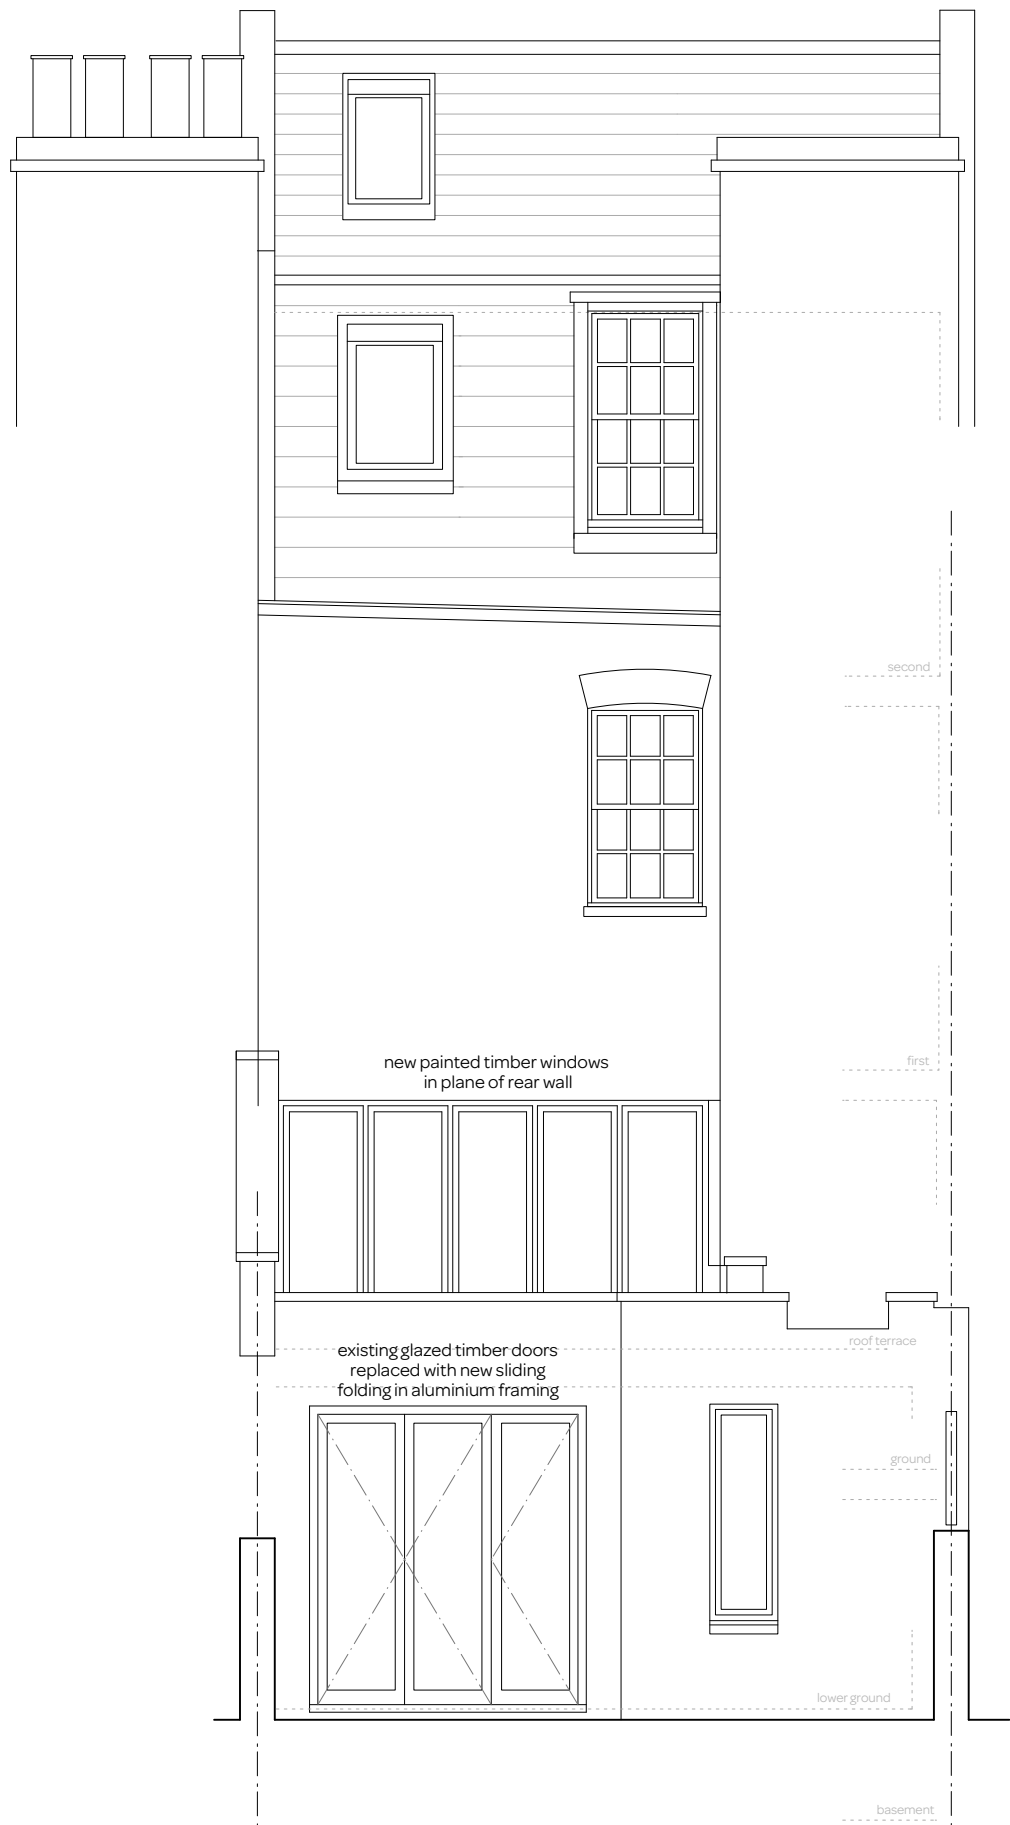 second
first
new painted timber windows
in plane of rear wall
roof terrace
existing glazed timber doors
replaced with new sliding
folding in aluminium framing
ground
lower ground
basement